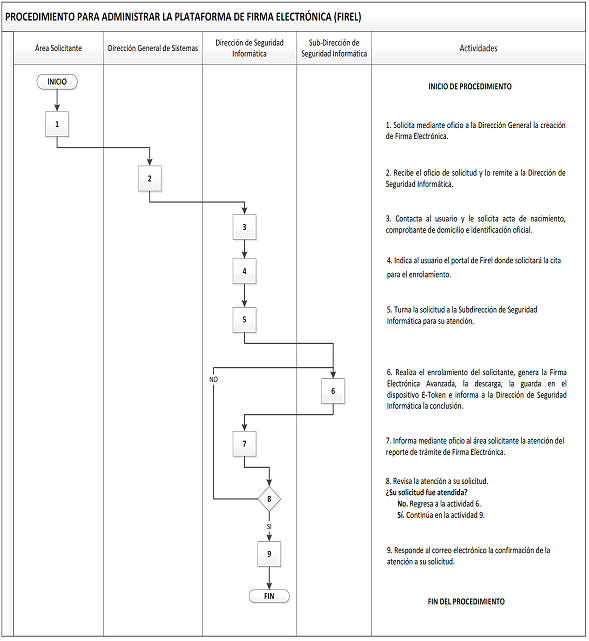 PROCEDIMIENTO PARA ADMINISTRAR LA PLATAFORMA DE FIRMA ELECTRÓNICA (FIREL)
Área Solicitante
Dirección General de Sistemas
Dirección de Seguridad
Informática
Sub-Dirección de
Seguridad Informática
Actividades
INICIO
1
2
3
4
5
NO
6
7
8
SI
9
FIN
INICIO DE PROCEDIMIENTO
1. Solicita mediante oficio a la Dirección General la creación
de Firma Electrónica.
2. Recibe el oficio de solicitud y lo remite a la Dirección de
Seguridad Informática.
3. Contacta al usuario y le solicita acta de nacimiento,
comprobante de domicilio e identificación oficial.
4. Indica al usuario el portal de Firel donde solicitará la cita
para el enrolamiento.
5. Turna la solicitud a la Subdirección de Seguridad
Informática para su atención.
6. Realiza el enrolamiento del solicitante, genera la Firma
Electrónica Avanzada, la descarga, la guarda en el
dispositivo E-Token e informa a la Dirección de Seguridad
Informática la conclusión.
7. Informa mediante oficio al área solicitante la atención del
reporte de trámite de Firma Electrónica.
8. Revisa la atención a su solicitud.
¿Su solicitud fue atendida?
No. Regresa a la actividad 6.
Sí. Continúa en la actividad 9.
9. Responde al correo electrónico la confirmación de la
atención a su solicitud.
FIN DEL PROCEDIMIENTO